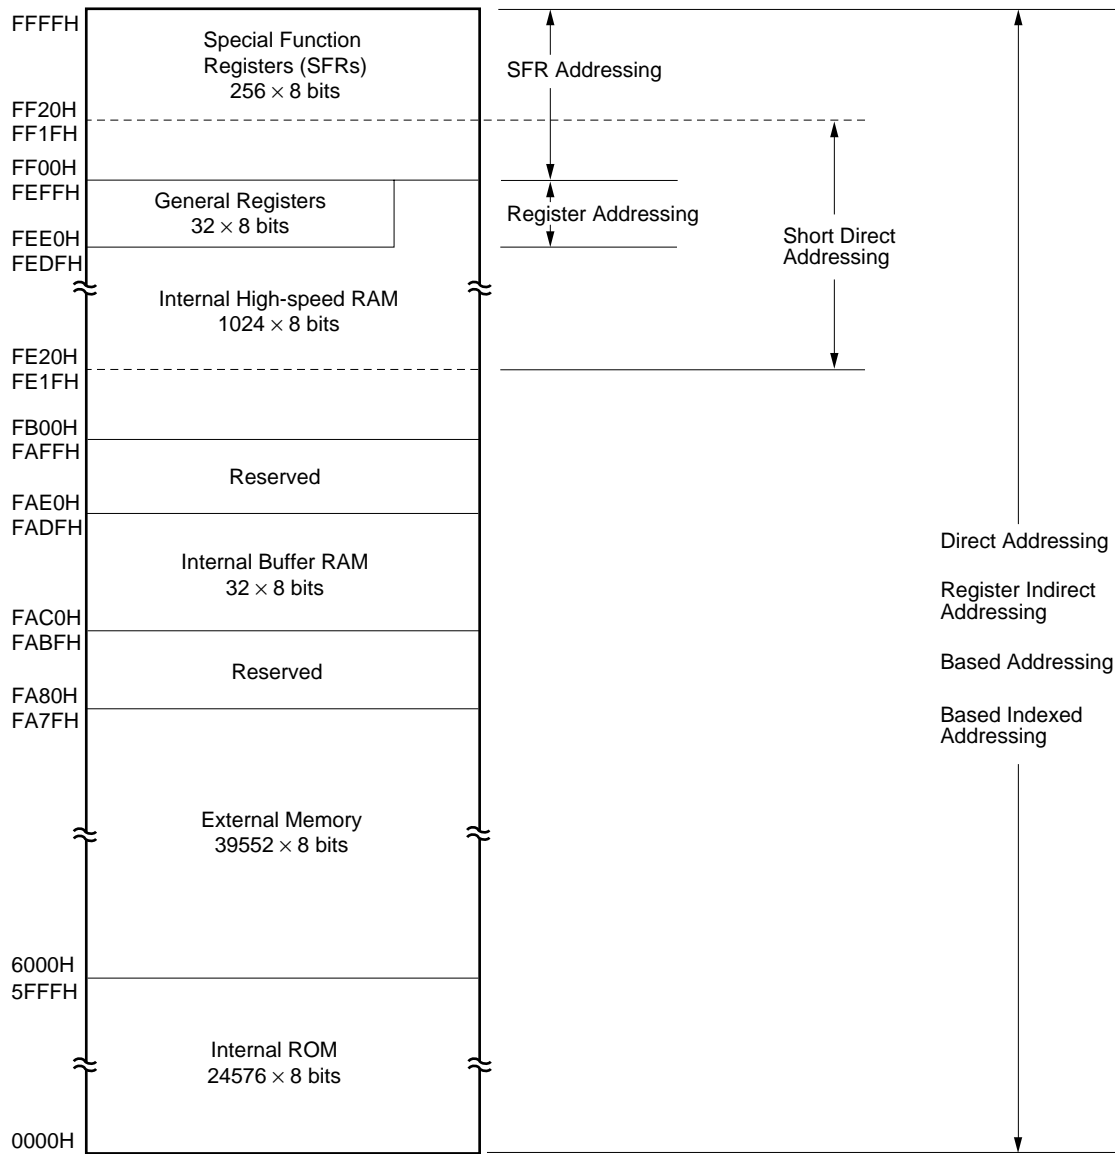 FFFFH
Special Function
Registers (SFRs)
256 × 8 bits
SFR Addressing
FF20H
FF1FH
FF00H
FEFFH
General Registers
32 × 8 bits
Register Addressing
Short Direct
Addressing
FEE0H
FEDFH
Internal High-speed RAM
1024 × 8 bits
FE20H
FE1FH
FB00H
FAFFH
Reserved
FAE0H
FADFH
Internal Buffer RAM
32 × 8 bits
Direct Addressing
Register Indirect
Addressing
Based Addressing
Based Indexed
Addressing
FAC0H
FABFH
Reserved
FA80H
FA7FH
External Memory
39552 × 8 bits
6000H
5FFFH
Internal ROM
24576 × 8 bits
0000H